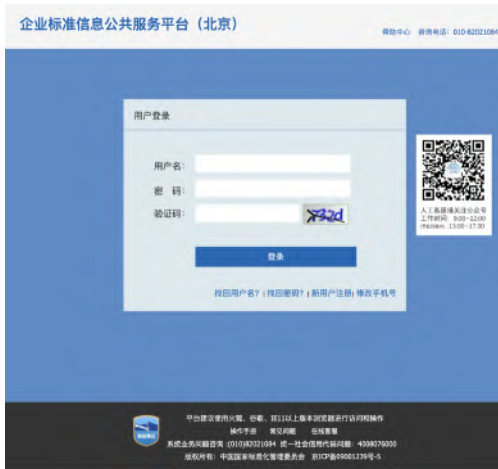 企业标准信息公共服务平台（北京）
帮助中心 咨询电话：010-82021084
用户登录
用户名：
密 码：
验证码：
732d
登录
找回用户名? | 找回密码? | 新用户注册| 修改手机号
人工客服请关注公众号
工作时间：9:00-12:00
13:00-17:30
平台建议使用火狐、谷歌、IE11以上版本浏览器进行访问和操作
操作手册 常见问题 在线客服
系统业务问题咨询:(010)82021084 统一社会信用代码问题：4008076000
版权所有：中国国家标准化管理委员会 京ICP备09001239号-5